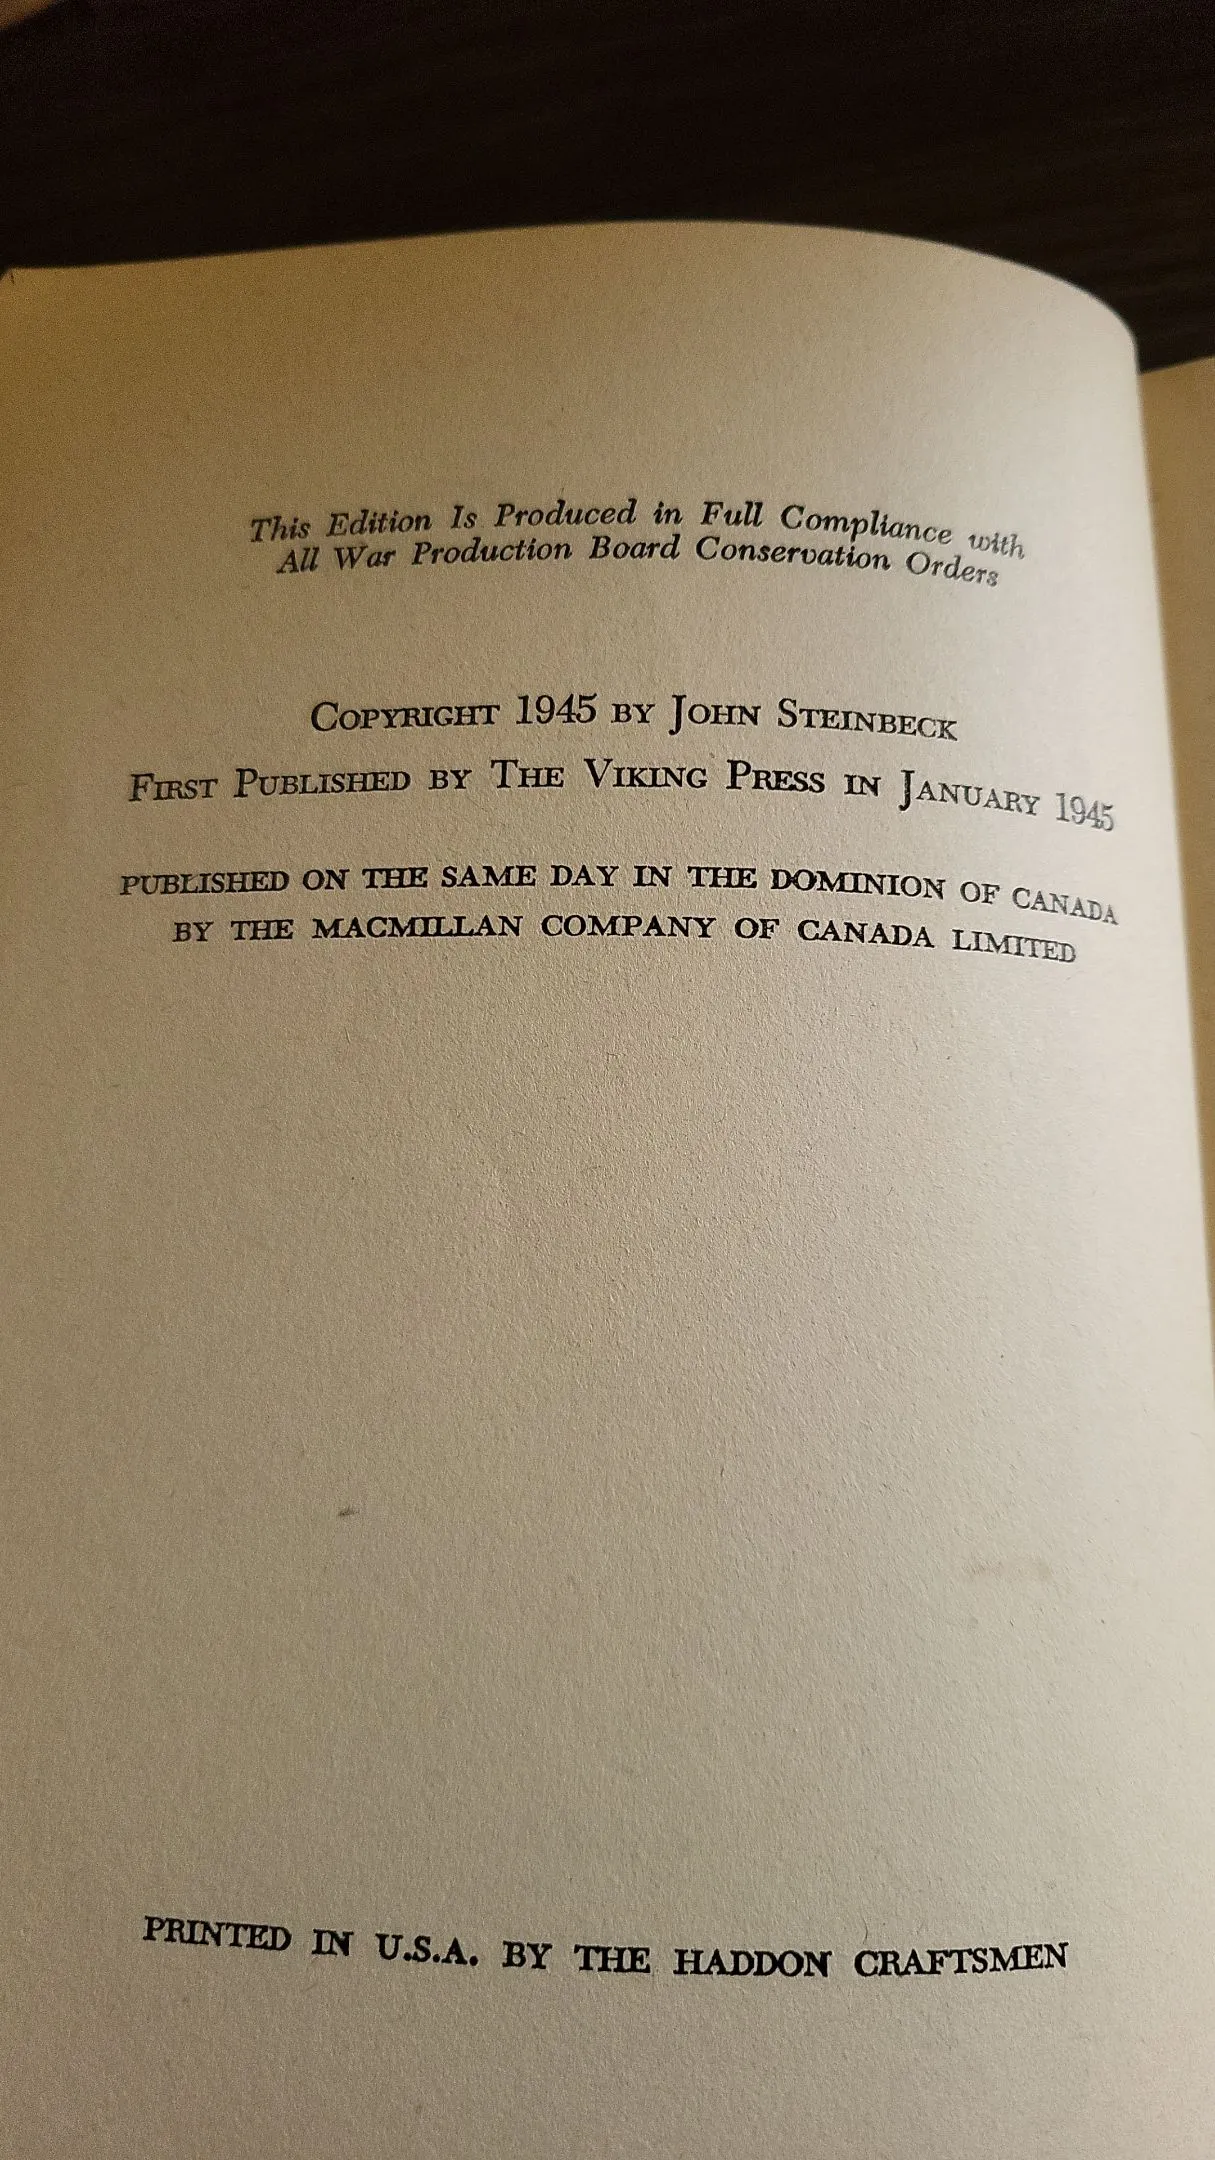 This Edition Is Produced in Full Compliance with
All War Production Board Conservation Orders
Copyright 1945 by John Steinbeck
First Published by The Viking Press in January 1945
PUBLISHED ON THE SAME DAY IN THE DOMINION OF CANADA
BY THE MACMILLAN COMPANY OF CANADA LIMITED
PRINTED IN U.S.A. BY THE HADDON CRAFTSMEN